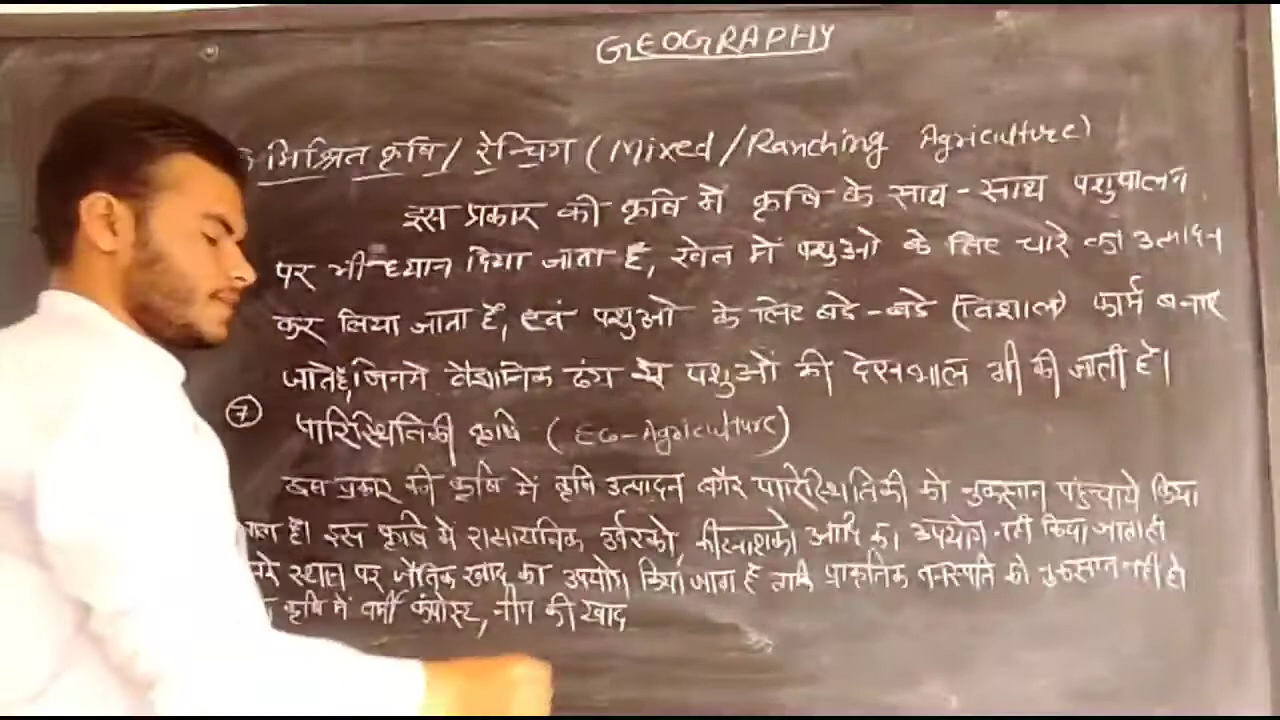 GEOGRAPHY
मिश्रित कृषि / रेन्चिंग (Mixed/Ranching Agriculture)
इस प्रकार की कृषि में कृषि के साथ - साथ पशुपालन
पर भी ध्यान दिया जाता है, खेत में पशुओ के लिए चारे का उत्पादन
कर लिया जाता है, एवं पशुओ के लिए बडे - बडे (विशाल) फार्म बनाए
जाते है, जिनमे वैज्ञानिक ढंग से पशुओं की देखभाल भी की जाती है।
7
पारिस्थितिकी कृषि (Eco-Agriculture)
इस प्रकार की कृषि में कृषि उत्पादन बगैर पारिस्थितिकी को नुकसान पहुंचाये किया
जाता है। इस कृषि मे रासायनिक उर्वरको, कीटनाशको आदि का उपयोग नही किया जाता है।
स्थान पर जैविक खाद का उपयोग किया जाता है ताकि प्राकृतिक वनस्पति को नुकसान नही हो
कृषि में वर्मी कंपोस्ट, नीम की खाद